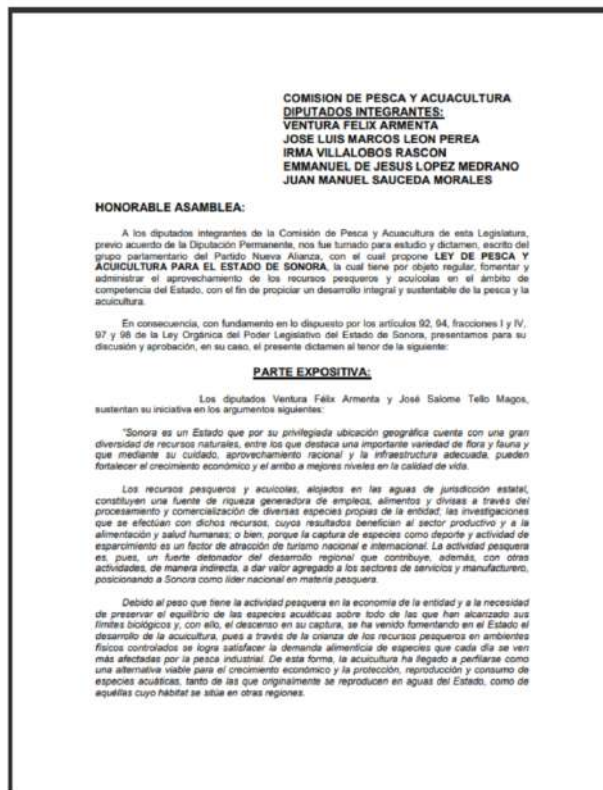 COMISION DE PESCA Y ACUACULTURA
DIPUTADOS INTEGRANTES:
VENTURA FELIX ARMENTA
JOSE LUIS MARCOS LEON PEREA
IRMA VILLALOBOS RASCON
EMMANUEL DE JESUS LOPEZ MEDRANO
JUAN MANUEL SAUCEDA MORALES
HONORABLE ASAMBLEA:
A los diputados integrantes de la Comisión de Pesca y Acuacultura de esta Legislatura,
previo acuerdo de la Diputación Permanente, nos fue turnado para estudio y dictamen, escrito del
grupo parlamentario del Partido Nueva Alianza, con el cual propone LEY DE PESCA Y
ACUICULTURA PARA EL ESTADO DE SONORA, la cual tiene por objeto regular, fomentar y
administrar el aprovechamiento de los recursos pesqueros y acuícolas en el ámbito de
competencia del Estado, con el fin de propiciar un desarrollo integral y sustentable de la pesca y la
acuicultura.
En consecuencia, con fundamento en lo dispuesto por los artículos 92, 94, fracciones I y IV,
97 y 98 de la Ley Orgánica del Poder Legislativo del Estado de Sonora, presentamos para su
discusión y aprobación, en su caso, el presente dictamen al tenor de la siguiente:
PARTE EXPOSITIVA:
Los diputados Ventura Félix Armenta y José Salome Tello Magos,
sustentan su iniciativa en los argumentos siguientes:
"Sonora es un Estado que por su privilegiada ubicación geográfica cuenta con una gran
diversidad de recursos naturales, entre los que destaca una importante variedad de flora y fauna y
que mediante su cuidado, aprovechamiento racional y la infraestructura adecuada, pueden
fortalecer el crecimiento económico y el arribo a mejores niveles en la calidad de vida.
Los recursos pesqueros y acuícolas, alojados en las aguas de jurisdicción estatal,
constituyen una fuente de riqueza generadora de empleos, alimentos y divisas a través del
procesamiento y comercialización de diversas especies propias de la entidad; las investigaciones
que se efectúan con dichos recursos, cuyos resultados benefician al sector productivo y a la
alimentación y salud humanas; o bien, porque la captura de especies como deporte y actividad de
esparcimiento es un factor de atracción de turismo nacional e internacional. La actividad pesquera
es, pues, un fuerte detonador del desarrollo regional que contribuye, además, con otras
actividades, de manera indirecta, a dar valor agregado a los sectores de servicios y manufacturero,
posicionando a Sonora como líder nacional en materia pesquera.
Debido al peso que tiene la actividad pesquera en la economía de la entidad y a la necesidad
de preservar el equilibrio de las especies acuáticas sobre todo de las que han alcanzado sus
límites biológicos y, con ello, el descenso en su captura, se ha venido fomentando en el Estado el
desarrollo de la acuicultura, pues a través de la crianza de los recursos pesqueros en ambientes
físicos controlados se logra satisfacer la demanda alimenticia de especies que cada día se ven
más afectadas por la pesca industrial. De esta forma, la acuicultura ha llegado a perfilarse como
una alternativa viable para el crecimiento económico y la protección, reproducción y consumo de
especies acuáticas, tanto de las que originalmente se reproducen en aguas del Estado, como de
aquéllas cuyo hábitat se sitúa en otras regiones.